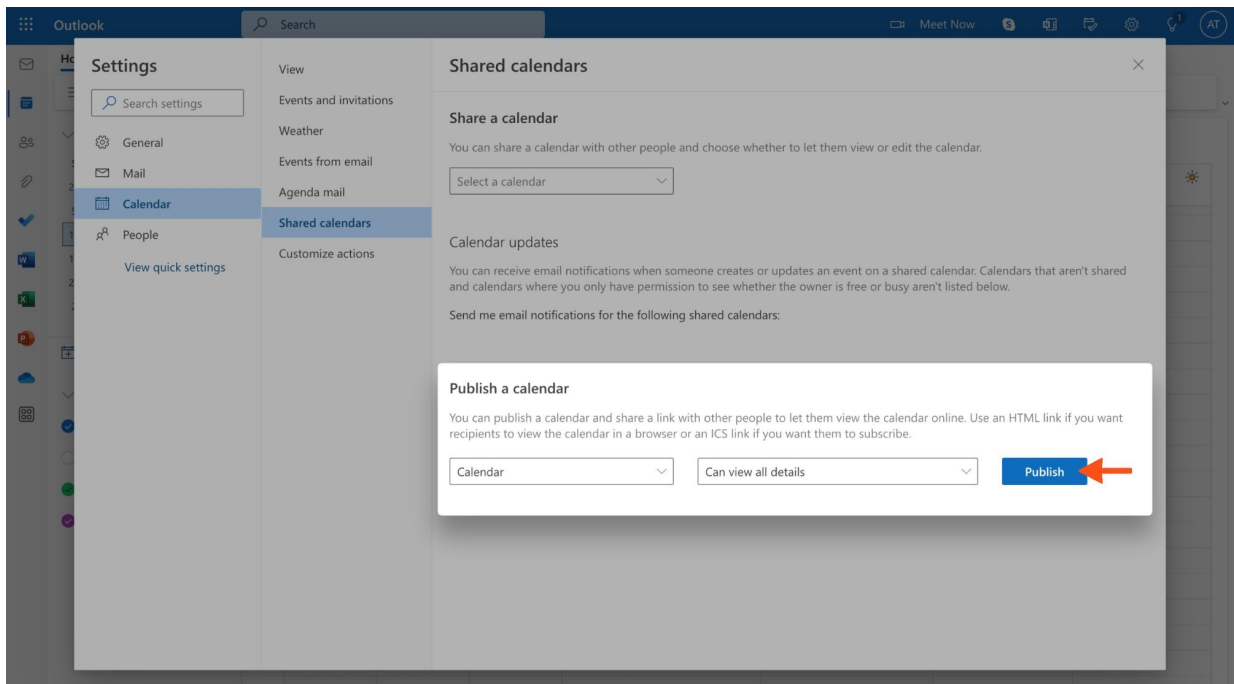 Outlook
Search
Meet Now
1
AT
Ho
Settings
Search settings
General
Mail
Calendar
People
View quick settings
View
Events and invitations
Weather
Events from email
Agenda mail
Shared calendars
Customize actions
Shared calendars
Share a calendar
You can share a calendar with other people and choose whether to let them view or edit the calendar.
Select a calendar
Calendar updates
You can receive email notifications when someone creates or updates an event on a shared calendar. Calendars that aren't shared
and calendars where you only have permission to see whether the owner is free or busy aren't listed below.
Send me email notifications for the following shared calendars:
Publish a calendar
You can publish a calendar and share a link with other people to let them view the calendar online. Use an HTML link if you want
recipients to view the calendar in a browser or an ICS link if you want them to subscribe.
Calendar
Can view all details
Publish